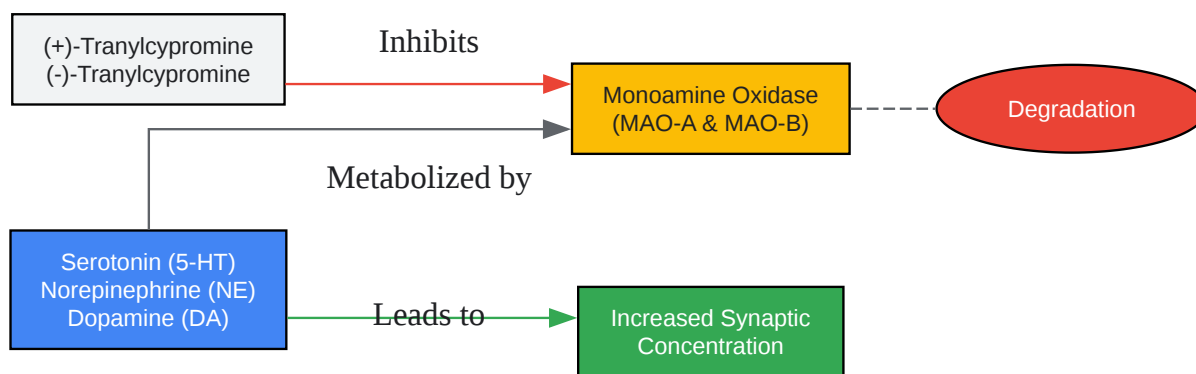 (+)-Tranylcypromine
(-)-Tranylcypromine
Inhibits
Monoamine Oxidase
(MAO-A & MAO-B)
Degradation
Metabolized by
Serotonin (5-HT)
Norepinephrine (NE)
Dopamine (DA)
Leads to
Increased Synaptic
Concentration